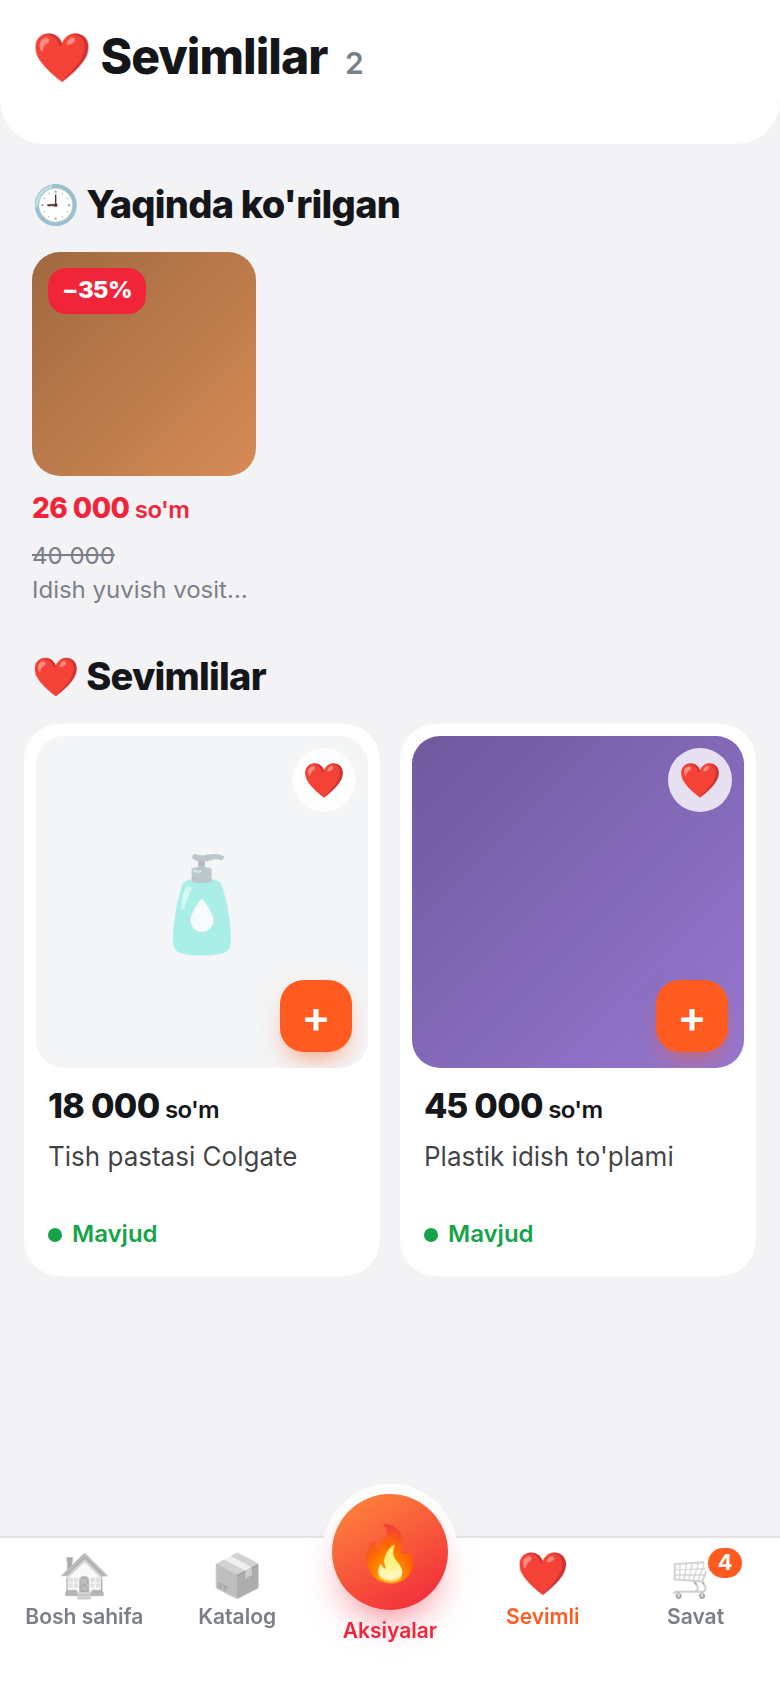 ❤️ Sevimlilar 2
🕘 Yaqinda ko'rilgan
−35%
26 000 so'm
40 000
Idish yuvish vosit...
❤️ Sevimlilar
+
+
18 000 so'm
Tish pastasi Colgate
Mavjud
45 000 so'm
Plastik idish to'plami
Mavjud
4
Bosh sahifa
Katalog
Aksiyalar
Sevimli
Savat